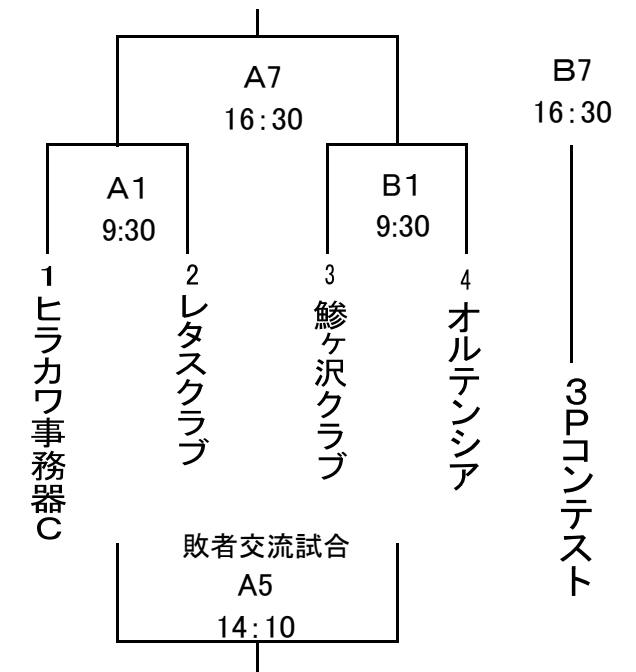 Ａ7
16:30
Ｂ7
16:30
Ａ１
9:30
Ｂ１
9:30
１
ヒラカワ事務器Ｃ
2
レタスクラブ
3
鯵ヶ沢クラブ
4
オルテンシア
３Ｐコンテスト
敗者交流試合
A5
14:10